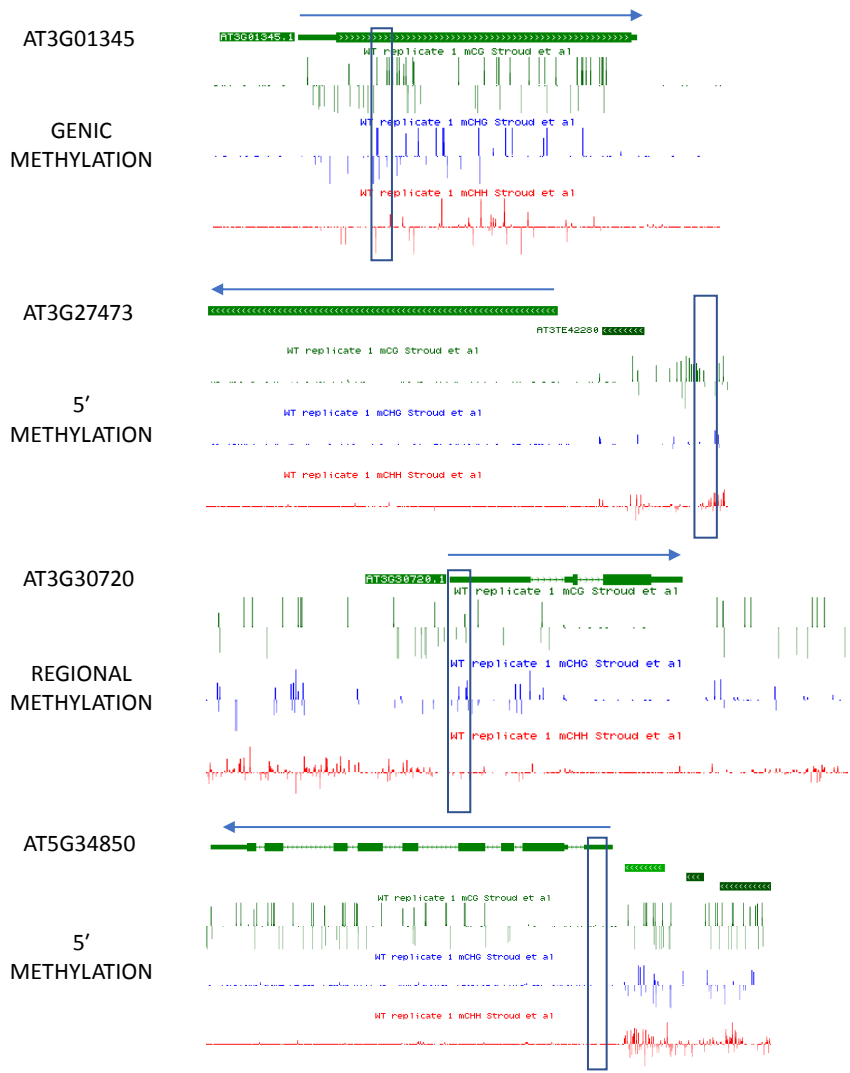 AT3G01345
AT3G01345.1
WT replicate 1 mCG Stroud et al
GENIC
METHYLATION
WT replicate 1 mCHG Stroud et al
WT replicate 1 mCHH Stroud et al
AT3G27473
AT3TE42280
WT replicate 1 mCG Stroud et al
5′
METHYLATION
WT replicate 1 mCHG Stroud et al
WT replicate 1 mCHH Stroud et al
AT3G30720
AT3G30720.1
WT replicate 1 mCG Stroud et al
REGIONAL
METHYLATION
WT replicate 1 mCHG Stroud et al
WT replicate 1 mCHH Stroud et al
AT5G34850
WT replicate 1 mCG Stroud et al
5′
METHYLATION
WT replicate 1 mCHG Stroud et al
WT replicate 1 mCHH Stroud et al